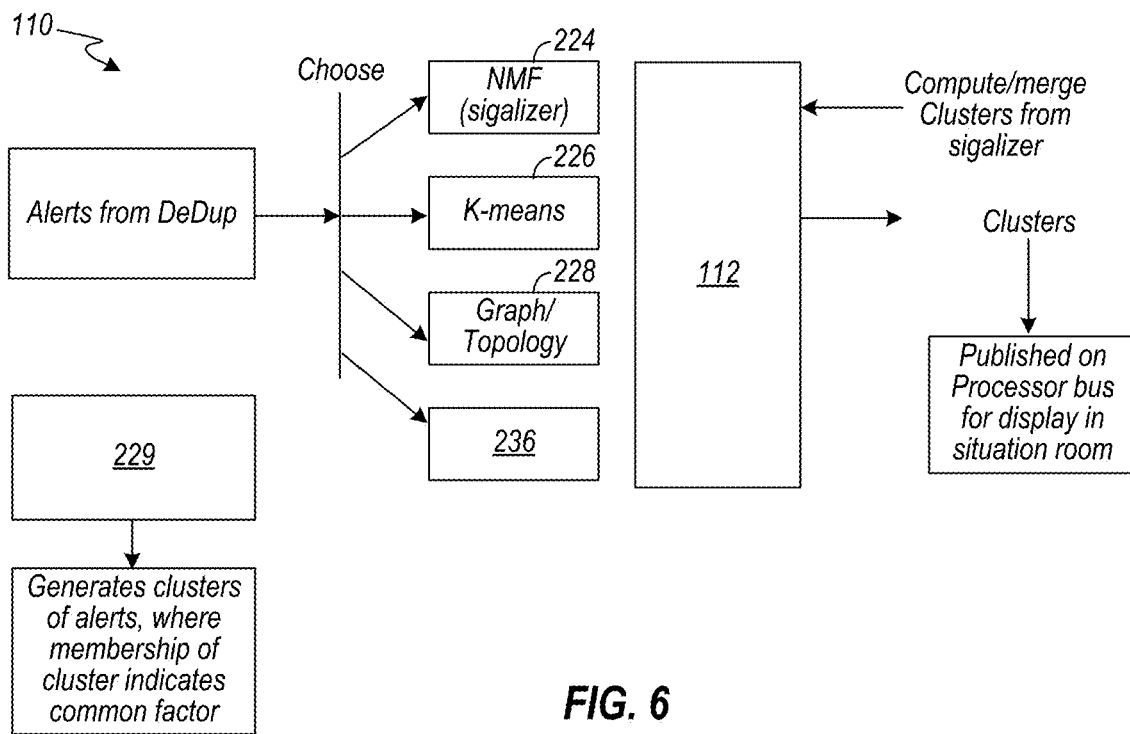 110
Choose
Alerts from DeDup
224
NMF
(sigalizer)
226
K-means
228
Graph/
Topology
236
112
Compute/merge
Clusters from
sigalizer
Clusters
Published on
Processor bus
for display in
situation room
229
Generates clusters
of alerts, where
membership of
cluster indicates
common factor
FIG. 6